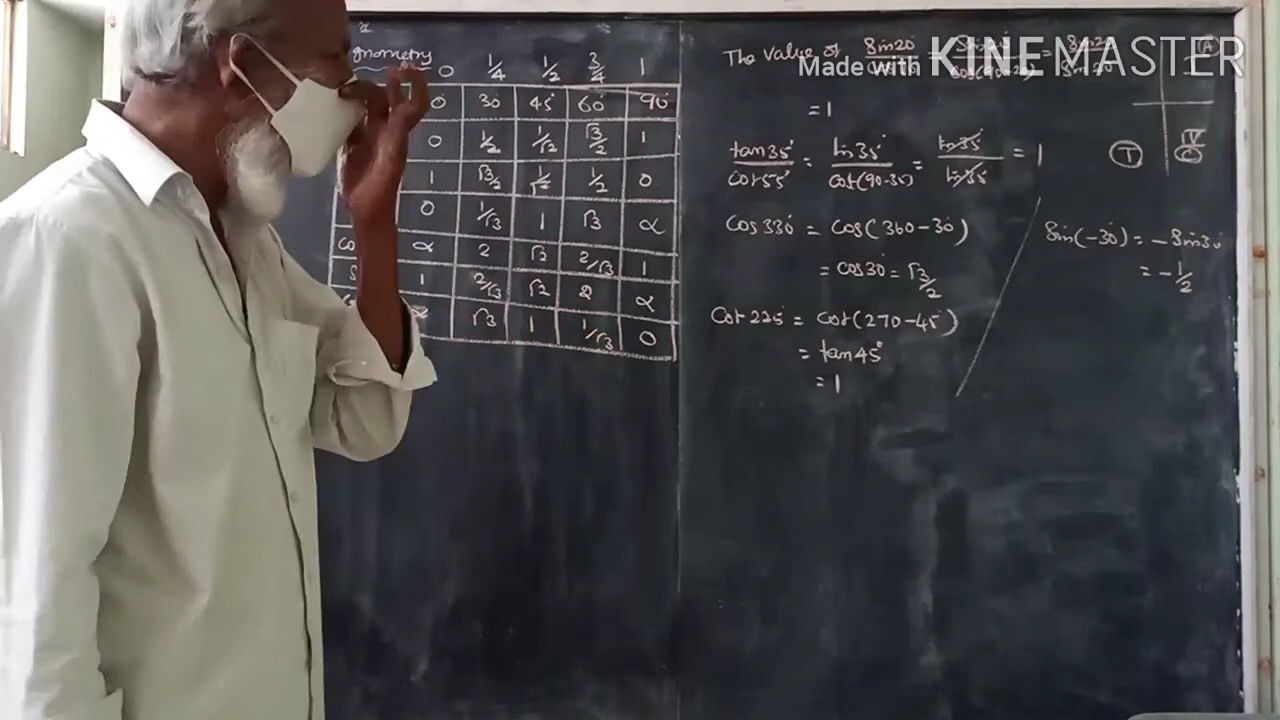 gnometry
0 1/4 1/2 3/4 1
0 30° 45° 60° 90°
0 1/2 1/√2 √3/2 1
1 √3/2 1/√2 1/2 0
0 1/√3 1 √3 α
α 2 √2 2/√3 1
1 2/√3 √2 2 α
√3 1 1/√3 0
The value of Sin20
Made with KINEMASTER
= 1
tan35°/cot55° = tan35°/cot(90-35) = tan35°/tan35 = 1
T
IV
C
cos330° = cos(360-30)
= cos30° = √3/2
Cot225° = cot(270-45°)
= tan45°
= 1
Sin(-30) = -Sin30
= -1/2